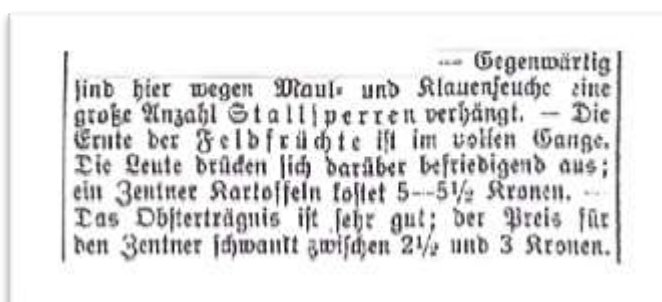 — Gegenwärtig
sind hier wegen Maul- und Klauenseuche eine
große Anzahl Stallsperren verhängt. — Die
Ernte der Feldfrüchte ist im vollen Gange.
Die Leute drücken sich darüber befriedigend aus;
ein Zentner Kartoffeln kostet 5—5½ Kronen. —
Das Obsterträgnis ist sehr gut; der Preis für
den Zentner schwankt zwischen 2½ und 3 Kronen.